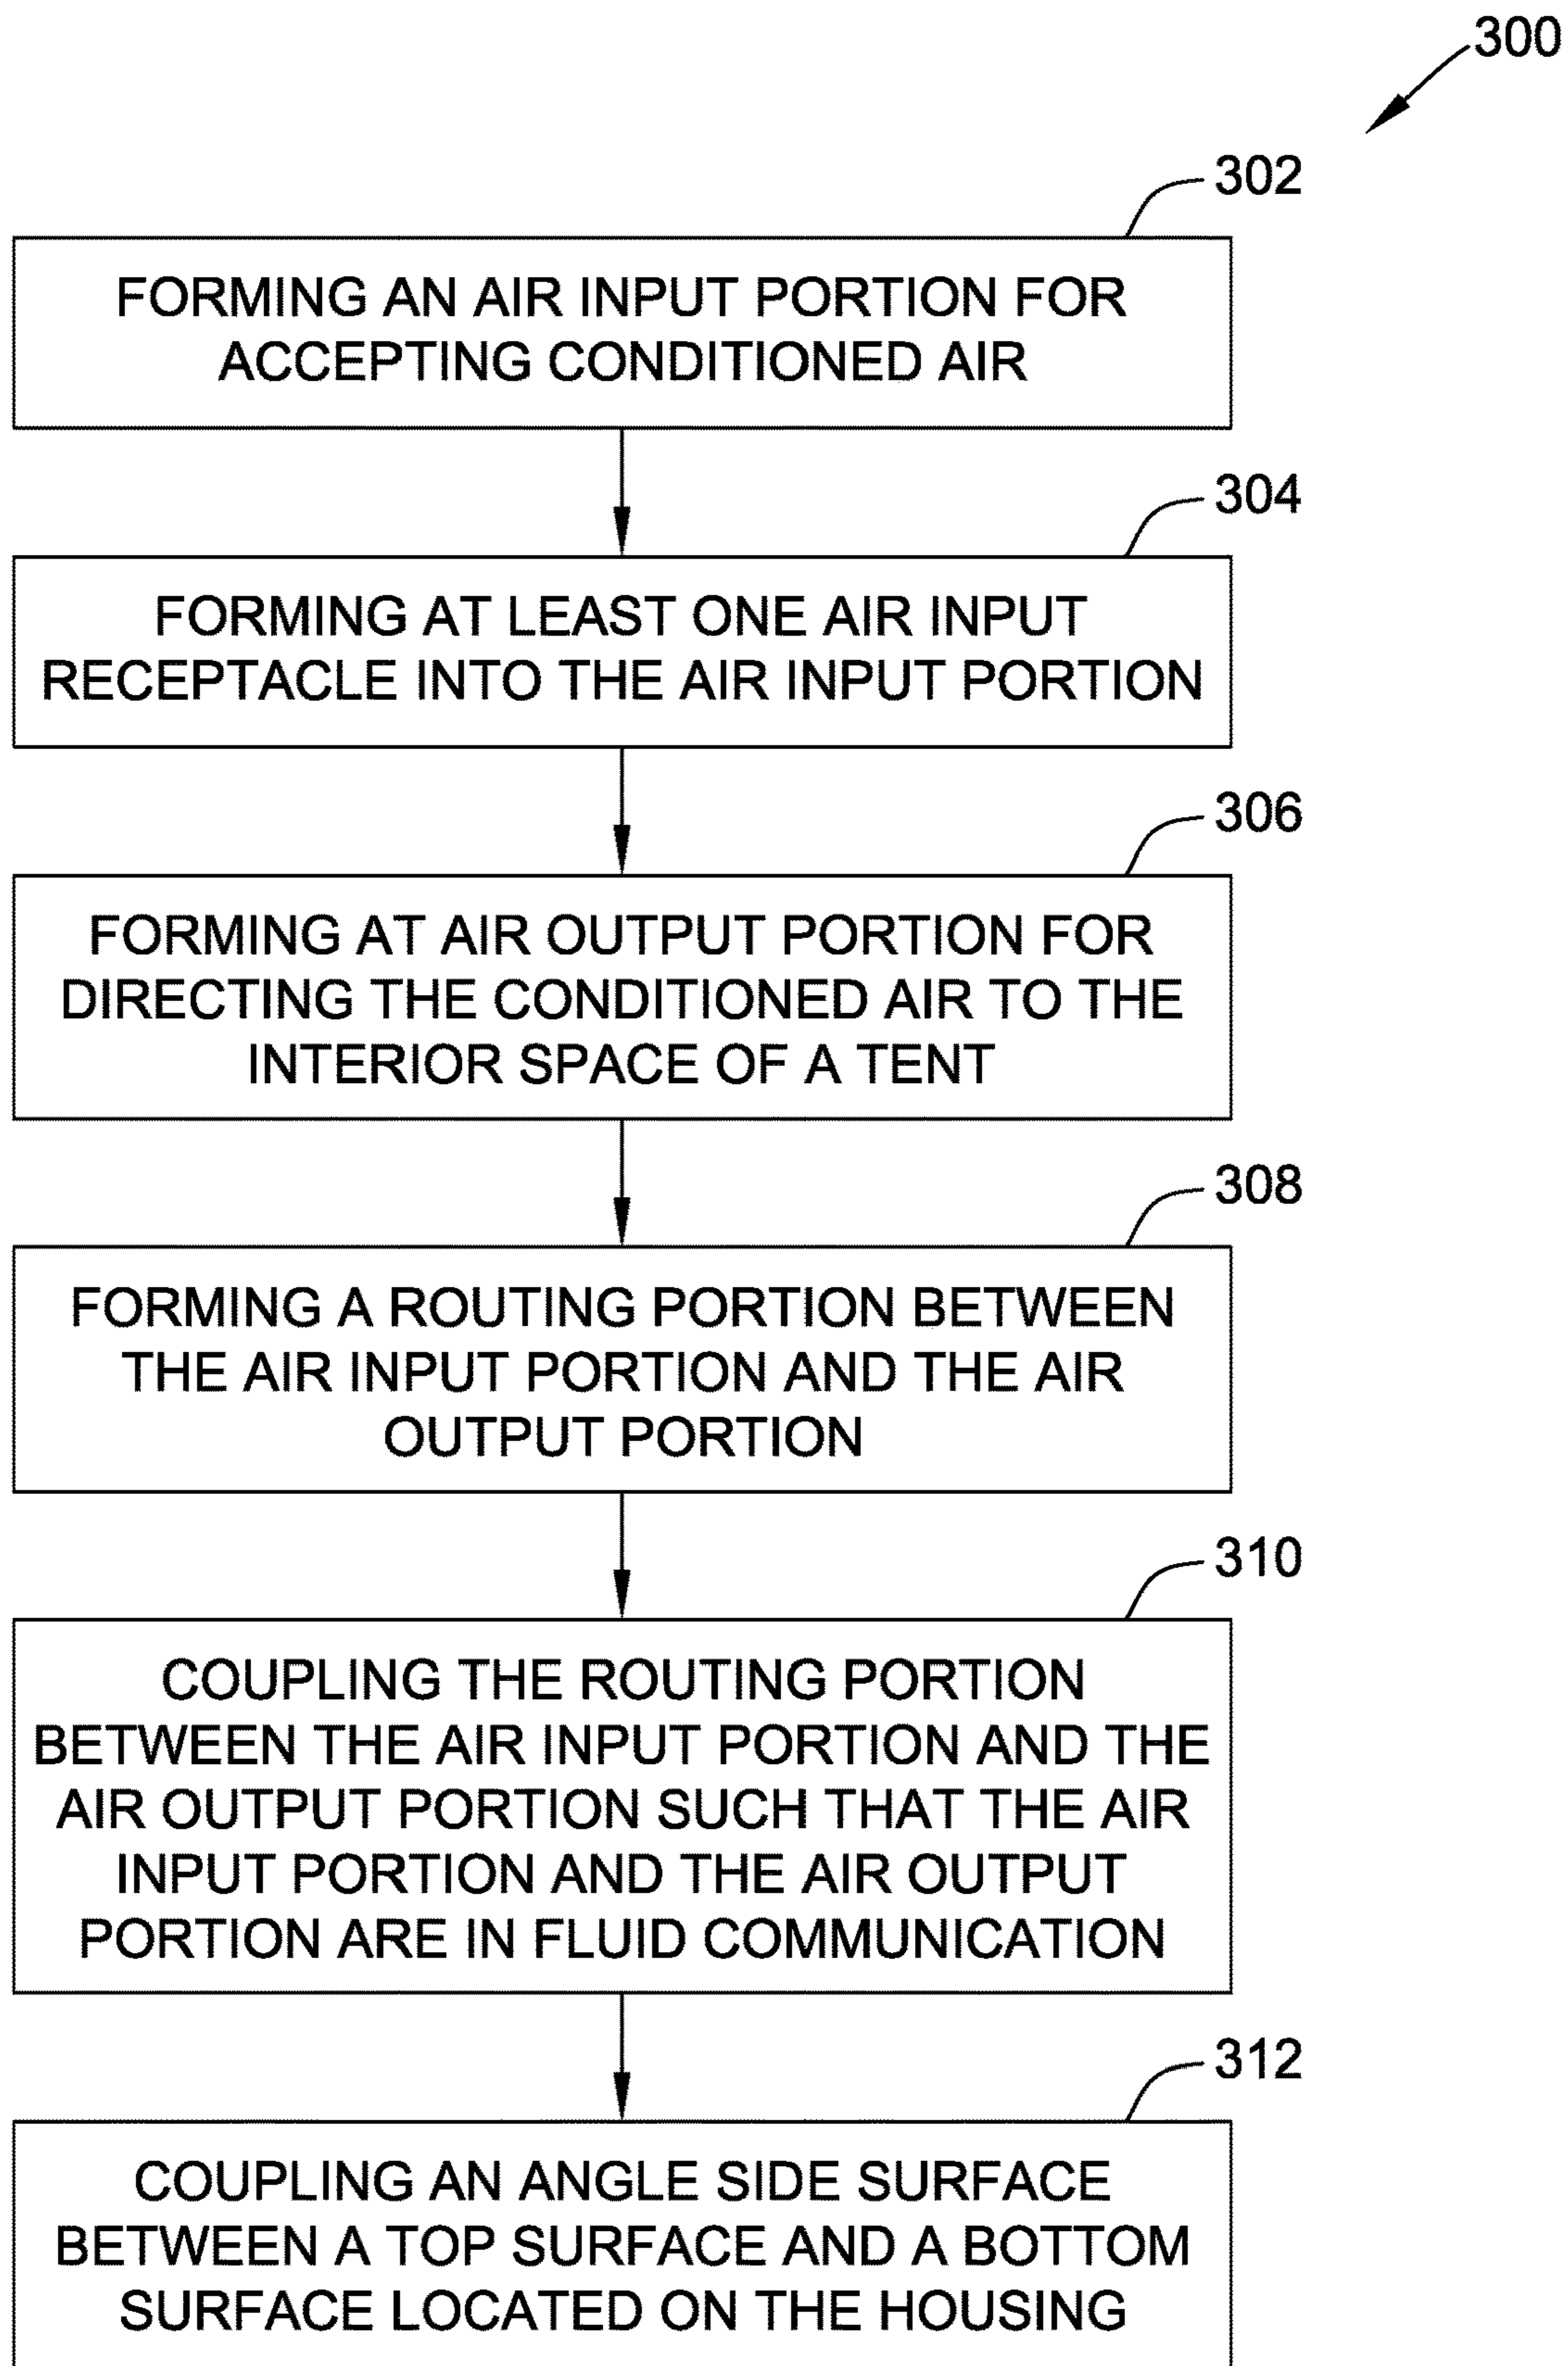 300
302
FORMING AN AIR INPUT PORTION FOR
ACCEPTING CONDITIONED AIR
304
FORMING AT LEAST ONE AIR INPUT
RECEPTACLE INTO THE AIR INPUT PORTION
306
FORMING AT AIR OUTPUT PORTION FOR
DIRECTING THE CONDITIONED AIR TO THE
INTERIOR SPACE OF A TENT
308
FORMING A ROUTING PORTION BETWEEN
THE AIR INPUT PORTION AND THE AIR
OUTPUT PORTION
310
COUPLING THE ROUTING PORTION
BETWEEN THE AIR INPUT PORTION AND THE
AIR OUTPUT PORTION SUCH THAT THE AIR
INPUT PORTION AND THE AIR OUTPUT
PORTION ARE IN FLUID COMMUNICATION
312
COUPLING AN ANGLE SIDE SURFACE
BETWEEN A TOP SURFACE AND A BOTTOM
SURFACE LOCATED ON THE HOUSING